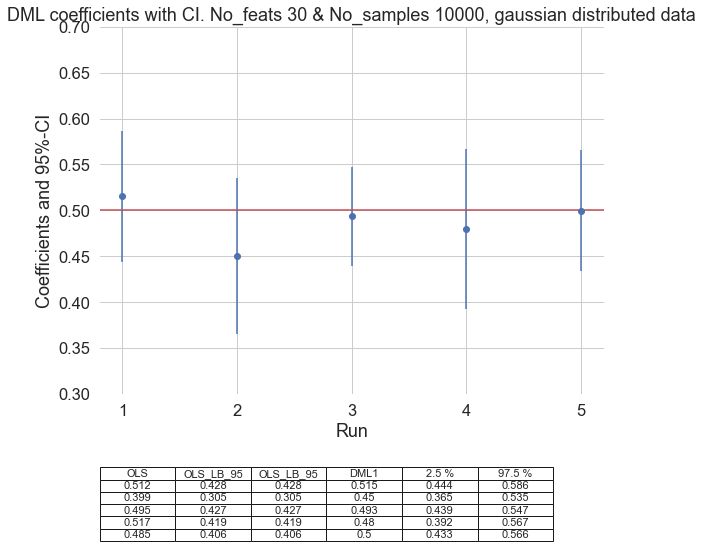 DML coefficients with CI. No_feats 30 & No_samples 10000, gaussian distributed data
0.70
0.65
0.60
0.55
0.50
0.45
0.40
0.35
0.30
Coefficients and 95%-CI
1 2 3 4 5
Run
OLS OLS_LB_95 OLS_LB_95 DML1 2.5 % 97.5 %
0.512 0.428 0.428 0.515 0.444 0.586
0.399 0.305 0.305 0.45 0.365 0.535
0.495 0.427 0.427 0.493 0.439 0.547
0.517 0.419 0.419 0.48 0.392 0.567
0.485 0.406 0.406 0.5 0.433 0.566